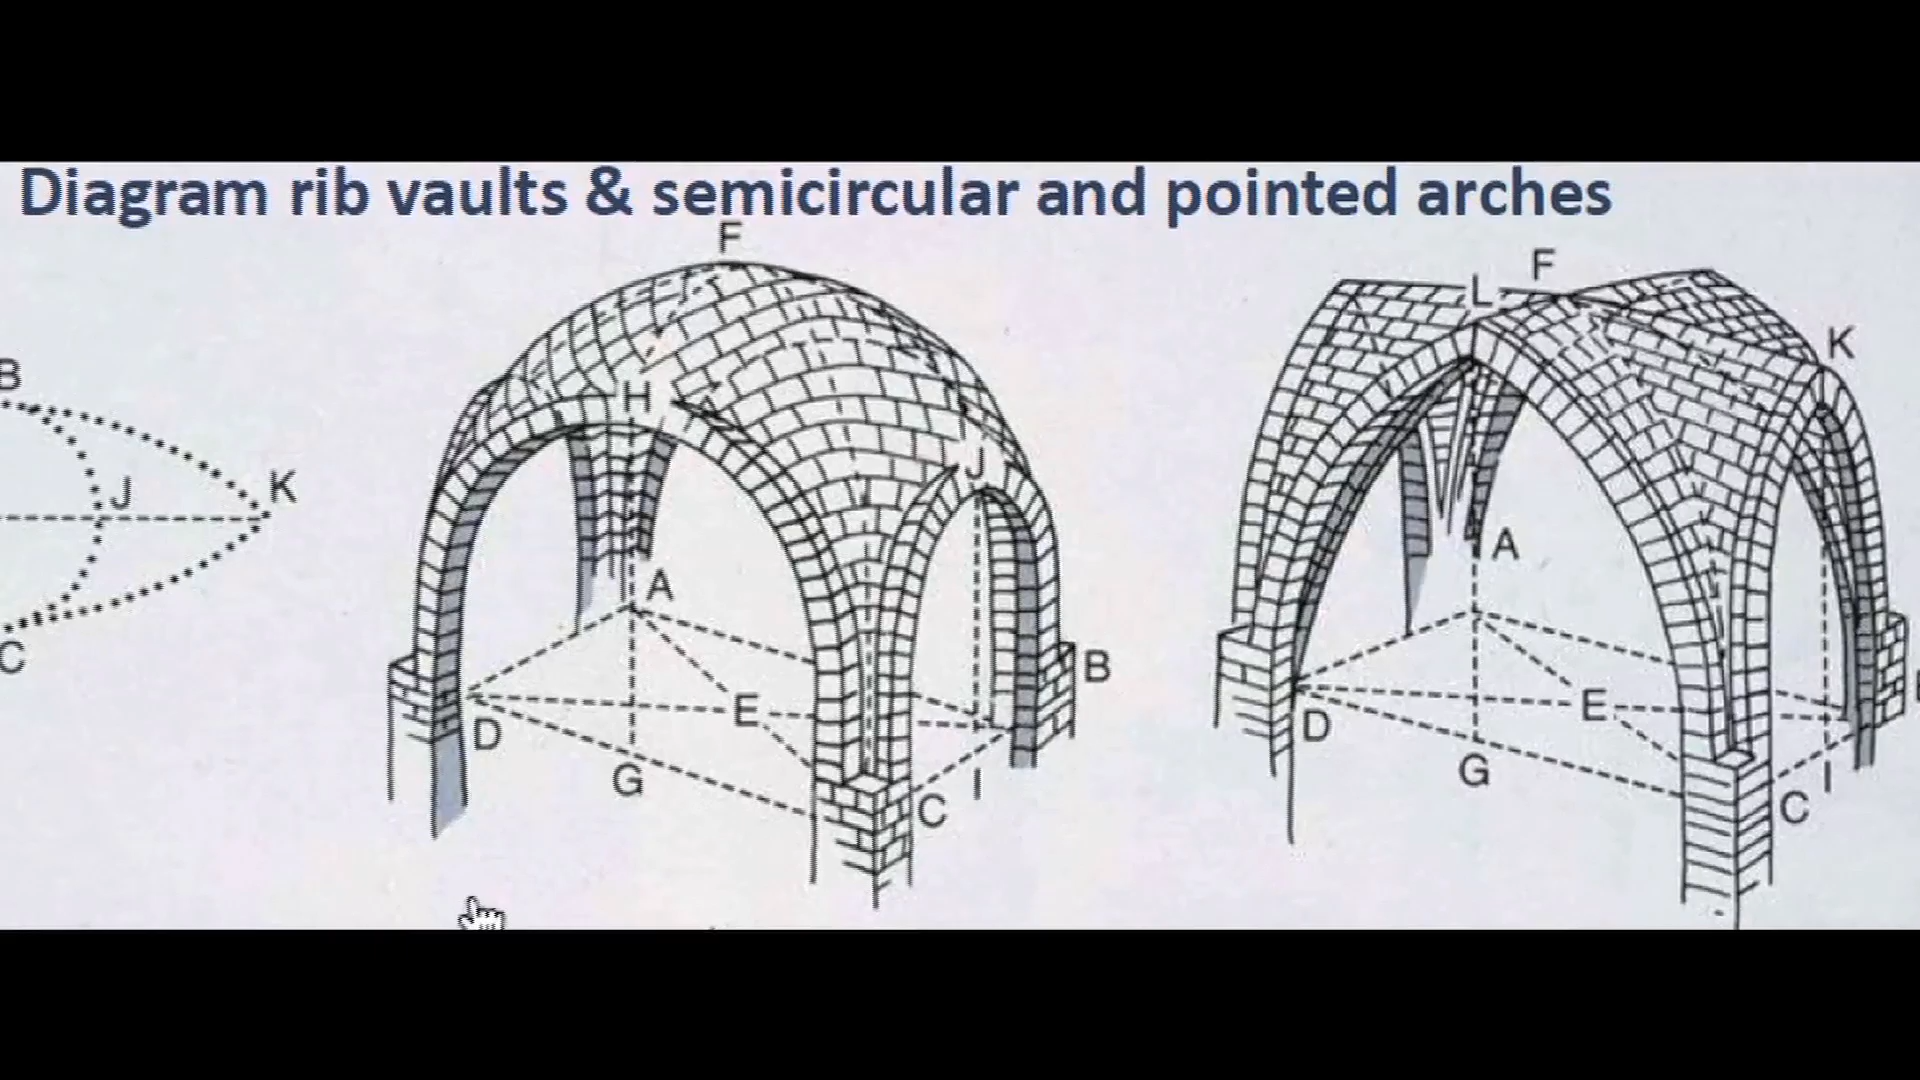 Diagram rib vaults & semicircular and pointed arches
B
J
K
C
F
H
J
A
B
D
E
G
I
C
F
L
K
A
D
E
G
I
C